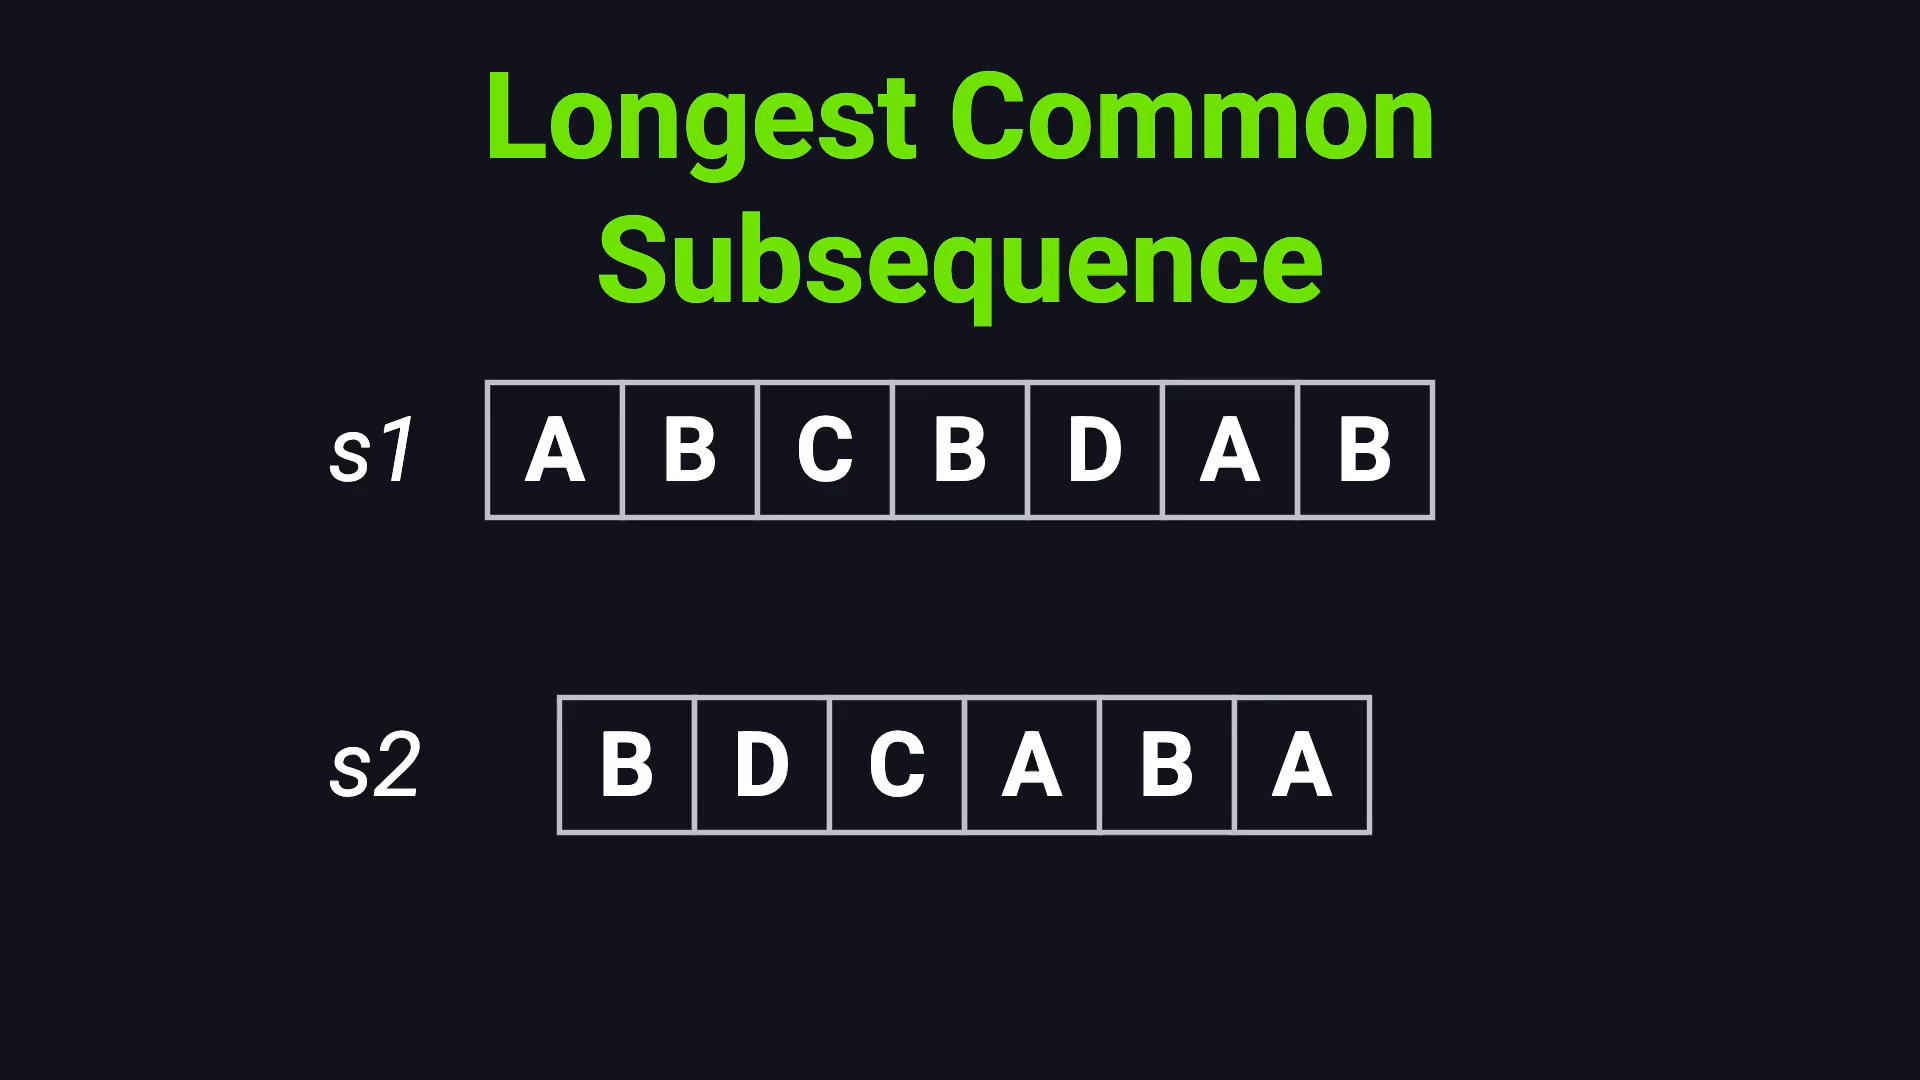 Longest Common
Subsequence
s1 A B C B D A B
s2 B D C A B A